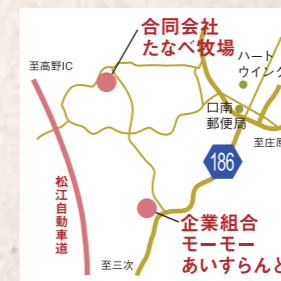 合同会社
たなべ牧場
至高野IC
ハート
ウイング
口南
郵便局
至庄原
186
松江自動車道
企業組合
モーモー
あいすらんど
至三次